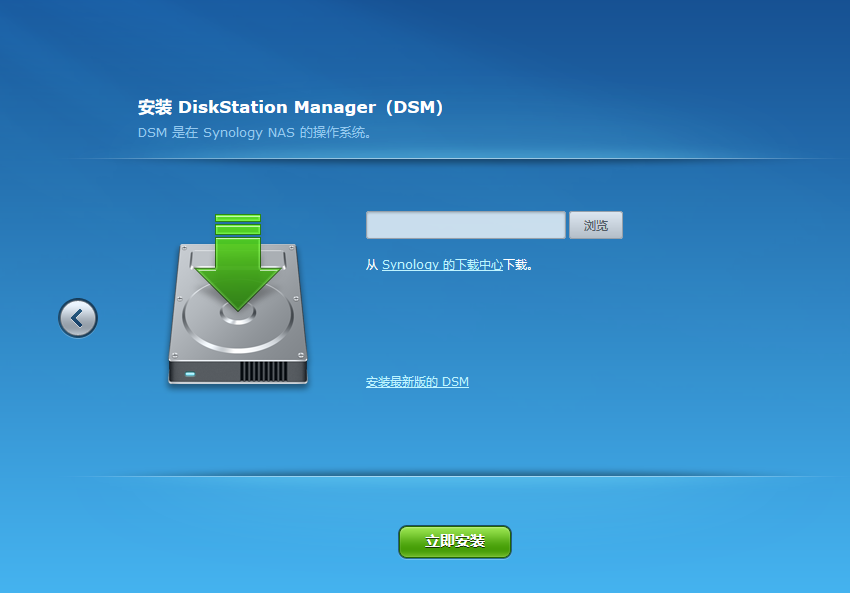 安装 DiskStation Manager（DSM）
DSM 是在 Synology NAS 的操作系统。
浏览
从 Synology 的下载中心下载。
安装最新版的 DSM
立即安装